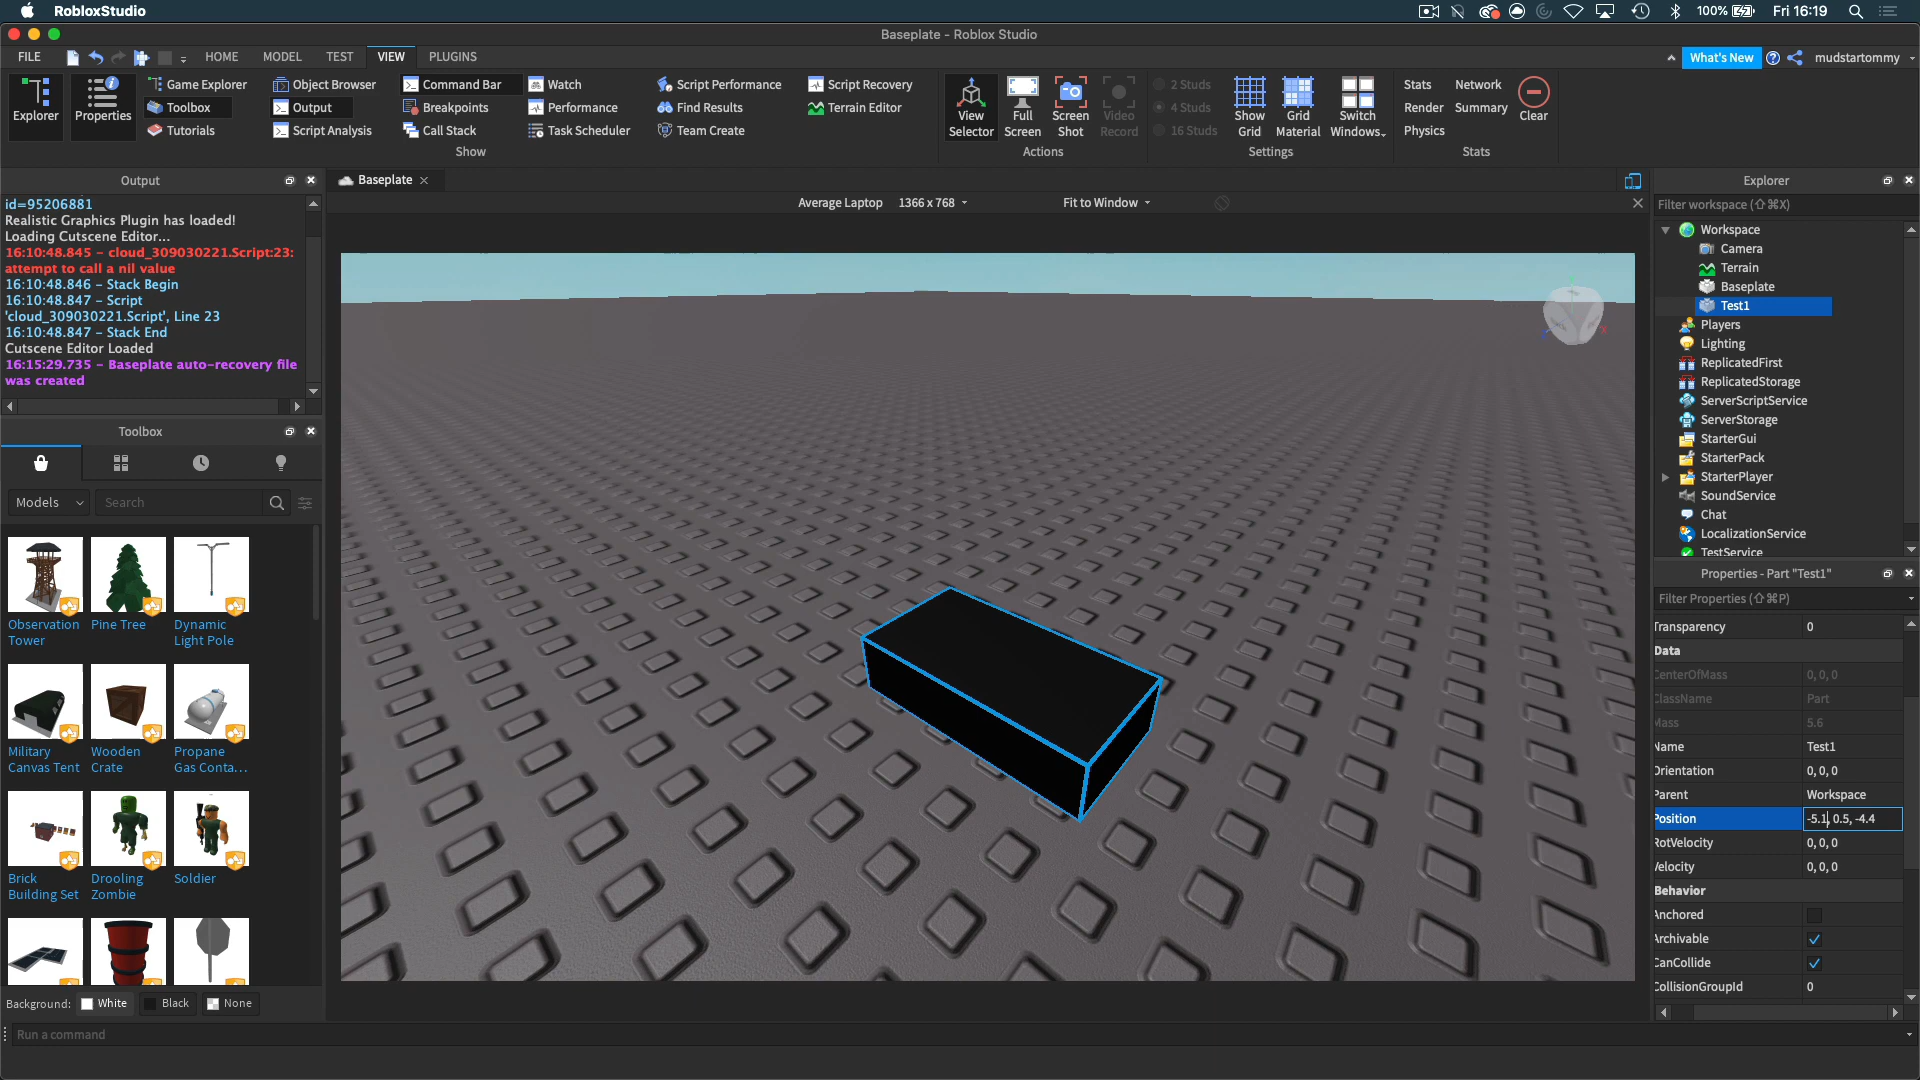 RobloxStudio
100%
Fri 16:19
Baseplate - Roblox Studio
FILE
HOME
MODEL
TEST
VIEW
PLUGINS
What's New
mudstartommy
Explorer
Properties
Game Explorer
Toolbox
Tutorials
Object Browser
Output
Script Analysis
Command Bar
Breakpoints
Call Stack
Watch
Performance
Task Scheduler
Script Performance
Find Results
Team Create
Script Recovery
Terrain Editor
Show
View
Selector
Full
Screen
Screen
Shot
Video
Record
Actions
2 Studs
4 Studs
16 Studs
Show
Grid
Grid
Material
Switch
Windows
Settings
Stats
Network
Render
Summary
Physics
Clear
Stats
Output
id=95206881
Realistic Graphics Plugin has loaded!
Loading Cutscene Editor...
16:10:48.845 - cloud_309030221.Script:23:
attempt to call a nil value
16:10:48.846 - Stack Begin
16:10:48.847 - Script
'cloud_309030221.Script', Line 23
16:10:48.847 - Stack End
Cutscene Editor Loaded
16:15:29.735 - Baseplate auto-recovery file
was created
Toolbox
Models
Search
Observation
Tower
Pine Tree
Dynamic
Light Pole
Military
Canvas Tent
Wooden
Crate
Propane
Gas Conta...
Brick
Building Set
Drooling
Zombie
Soldier
Background:
White
Black
None
Run a command
Baseplate
Average Laptop
1366 x 768
Fit to Window
Explorer
Filter workspace (⇧⌘X)
Workspace
Camera
Terrain
Baseplate
Test1
Players
Lighting
ReplicatedFirst
ReplicatedStorage
ServerScriptService
ServerStorage
StarterGui
StarterPack
StarterPlayer
SoundService
Chat
LocalizationService
TestService
Properties - Part "Test1"
Filter Properties (⇧⌘P)
Transparency 0
Data
CenterOfMass 0, 0, 0
ClassName Part
Mass 5.6
Name Test1
Orientation 0, 0, 0
Parent Workspace
Position -5.1, 0.5, -4.4
RotVelocity 0, 0, 0
Velocity 0, 0, 0
Behavior
Anchored
Archivable
CanCollide
CollisionGroupId 0